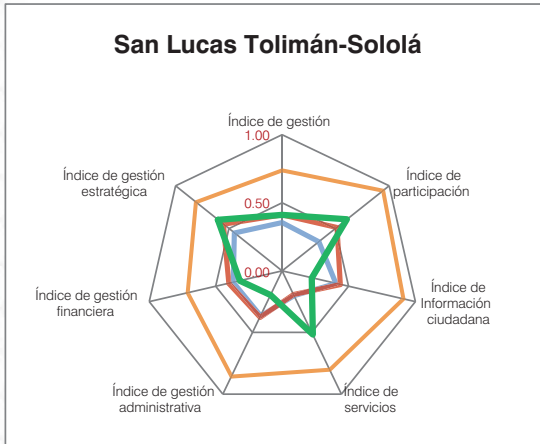 San Lucas Tolimán-Sololá
Índice de gestión
1.00
Índice de gestión
estratégica
Índice de
participación
0.50
0.00
Índice de gestión
financiera
Índice de
Información
ciudadana
Índice de gestión
administrativa
Índice de
servicios